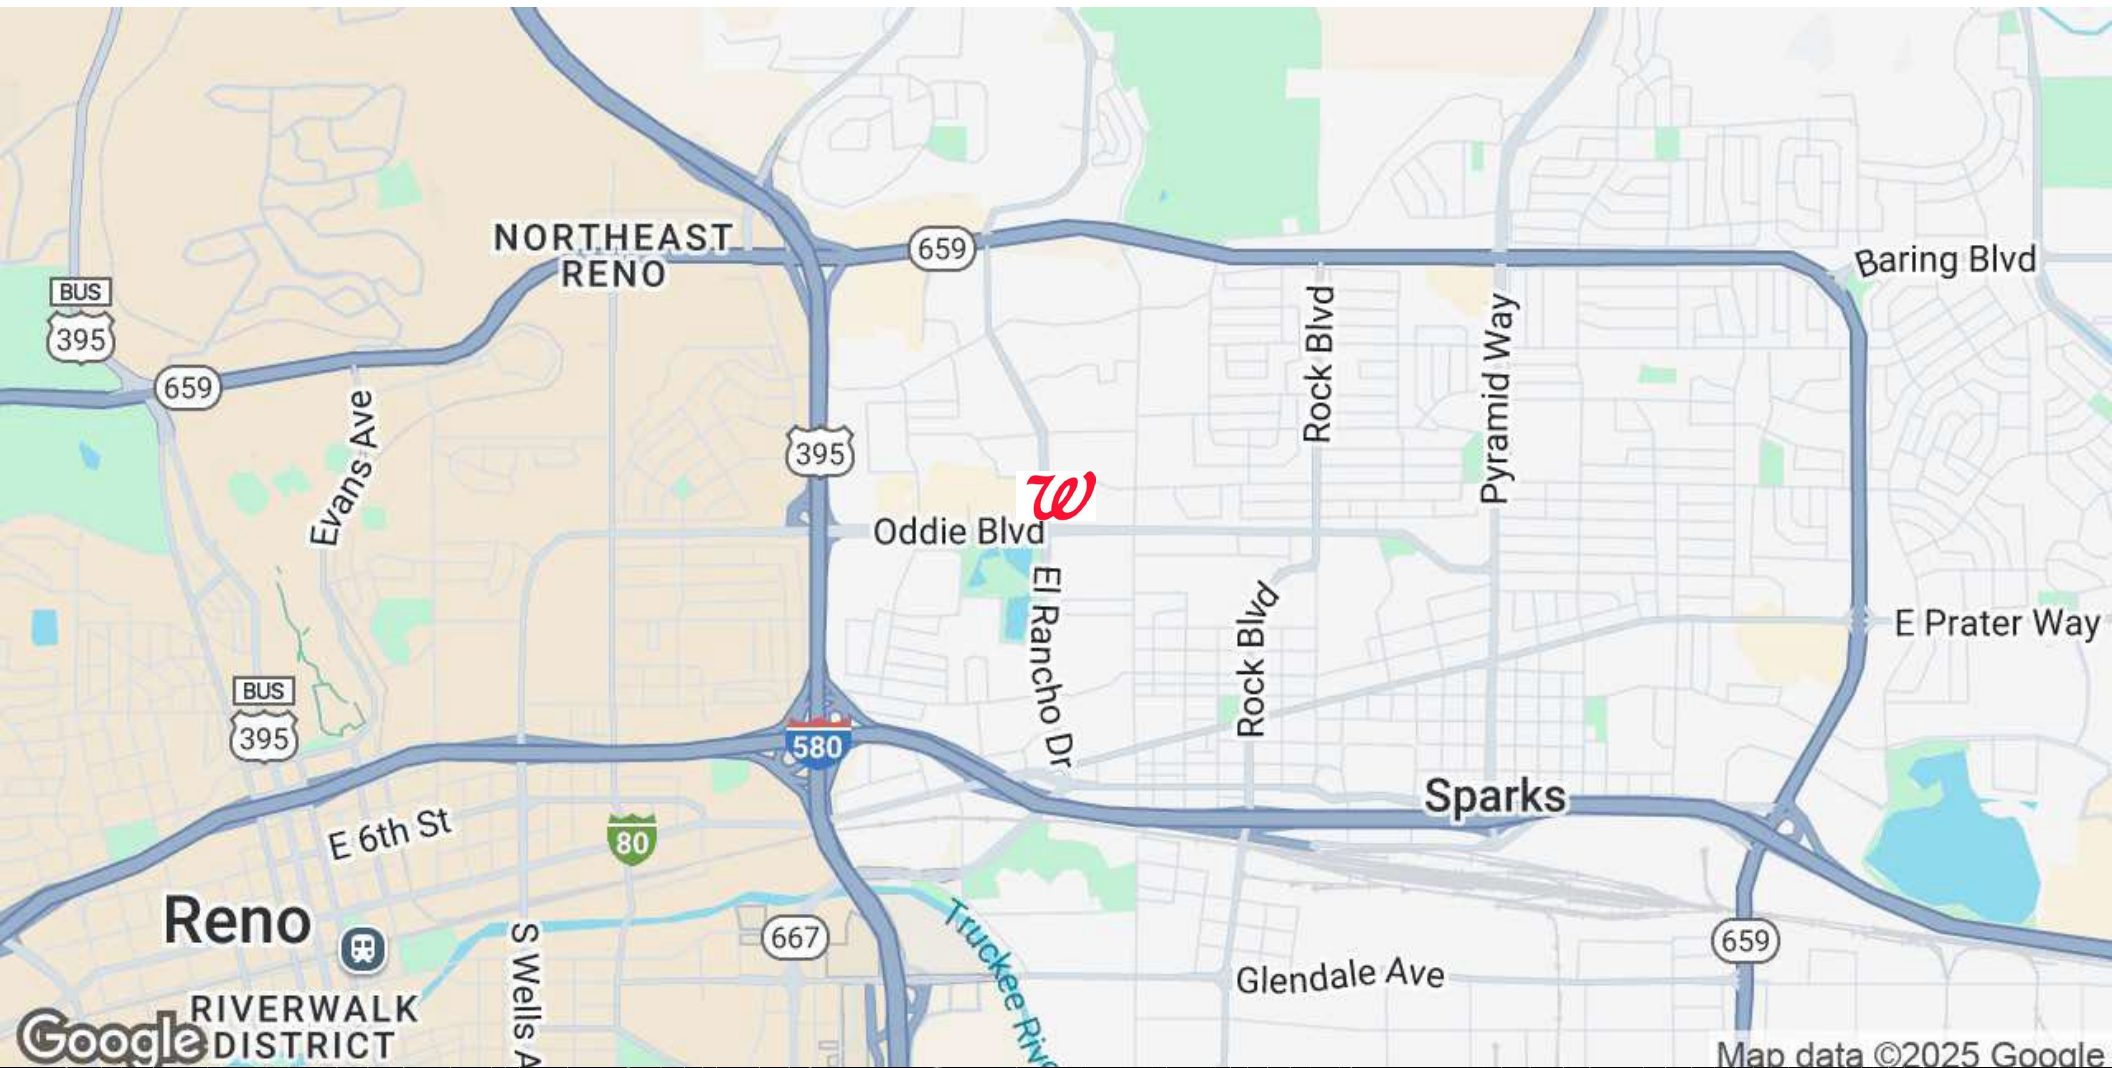 NORTHEAST
RENO
659
Baring Blvd
BUS
395
659
Evans Ave
395
Rock Blvd
Pyramid Way
W
Oddie Blvd
El Rancho Dr
Rock Blvd
E Prater Way
BUS
395
580
80
E 6th St
Sparks
Reno
S Wells A
667
Truckee Rive
659
Glendale Ave
RIVERWALK
DISTRICT
Google
Map data ©2025 Google